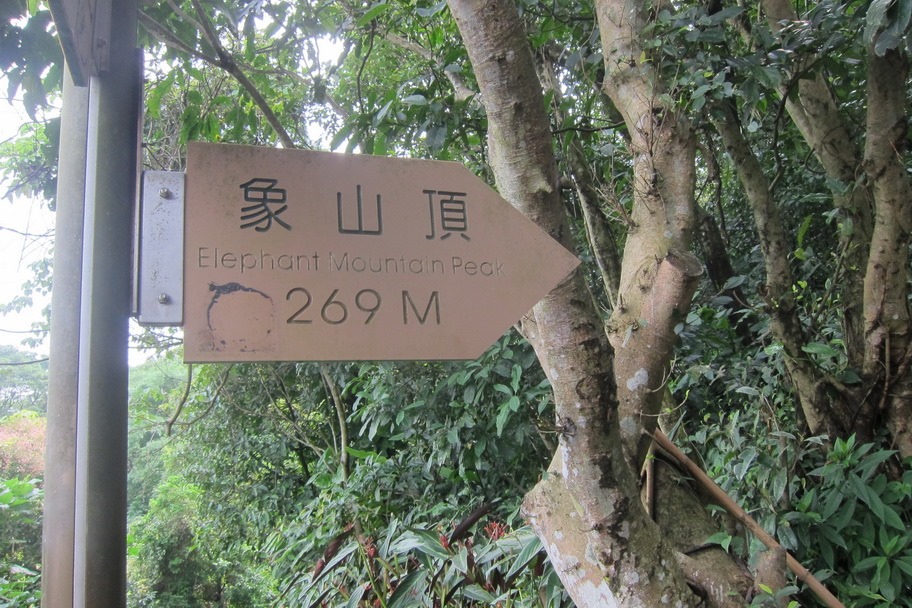 象山頂
Elephant Mountain Peak
269 M